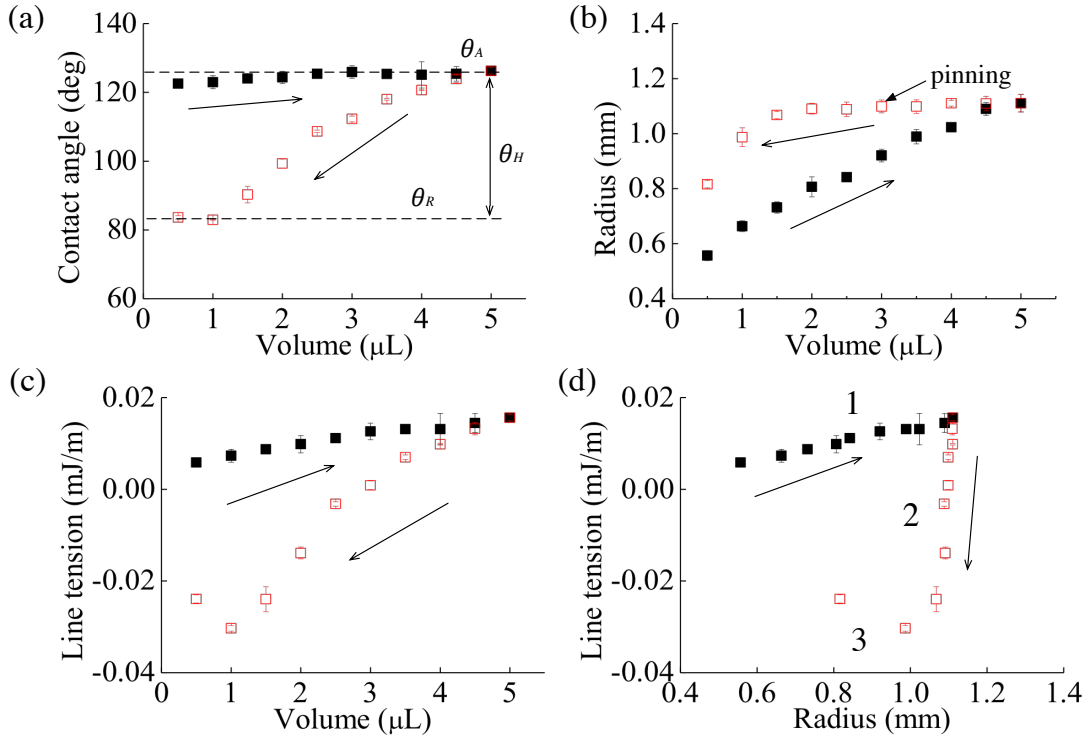 (a)
140
120
100
80
60
Contact angle (deg)
θA
θH
θR
0 1 2 3 4 5
Volume (μL)
(b)
1.4
1.2
1.0
0.8
0.6
0.4
Radius (mm)
pinning
1 2 3 4 5
Volume (μL)
(c)
0.02
0.00
-0.02
-0.04
Line tension (mJ/m)
0 1 2 3 4 5
Volume (μL)
(d)
0.02
0.00
-0.02
-0.04
Line tension (mJ/m)
1
2
3
0.4 0.6 0.8 1.0 1.2 1.4
Radius (mm)